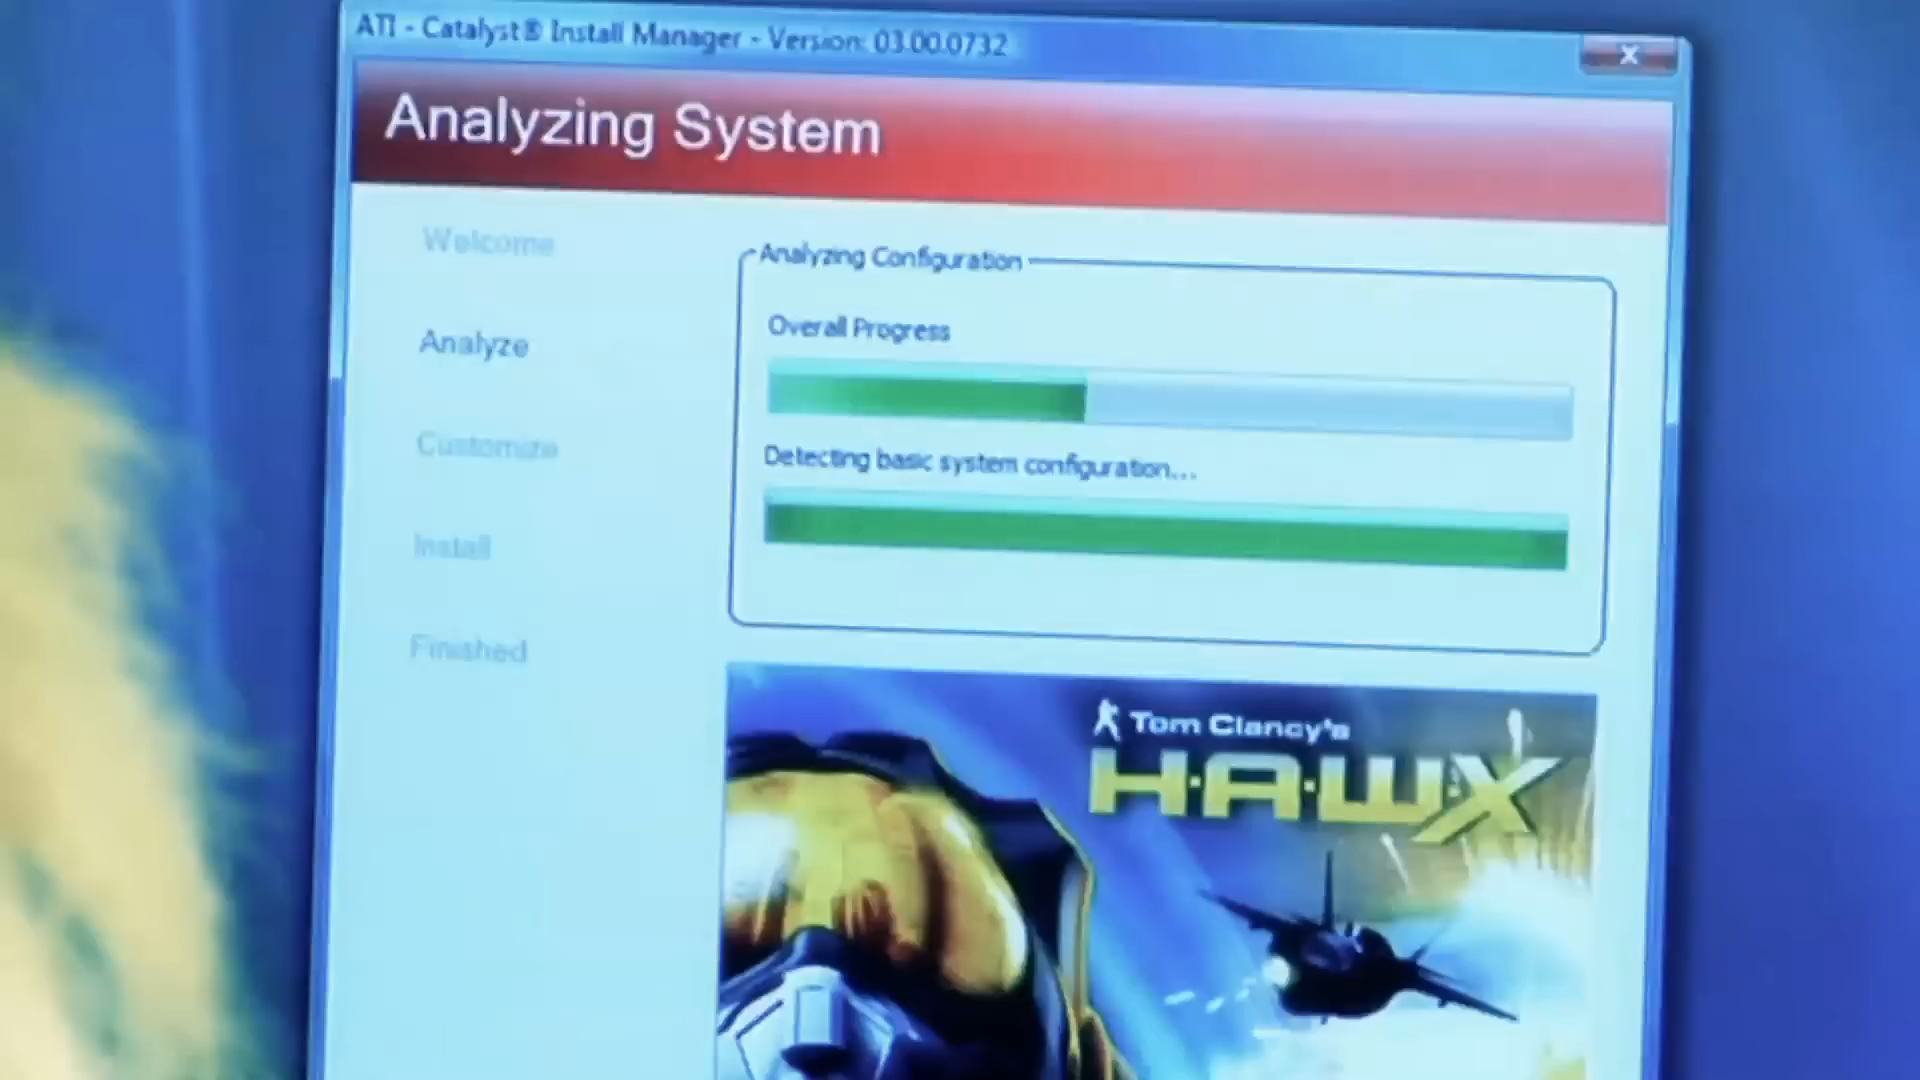 ATI - Catalyst® Install Manager - Version: 03.00.0732
X
Analyzing System
Welcome
Analyze
Customize
Install
Finished
Analyzing Configuration
Overall Progress
Detecting basic system configuration...
Tom Clancy's
H·A·W·X